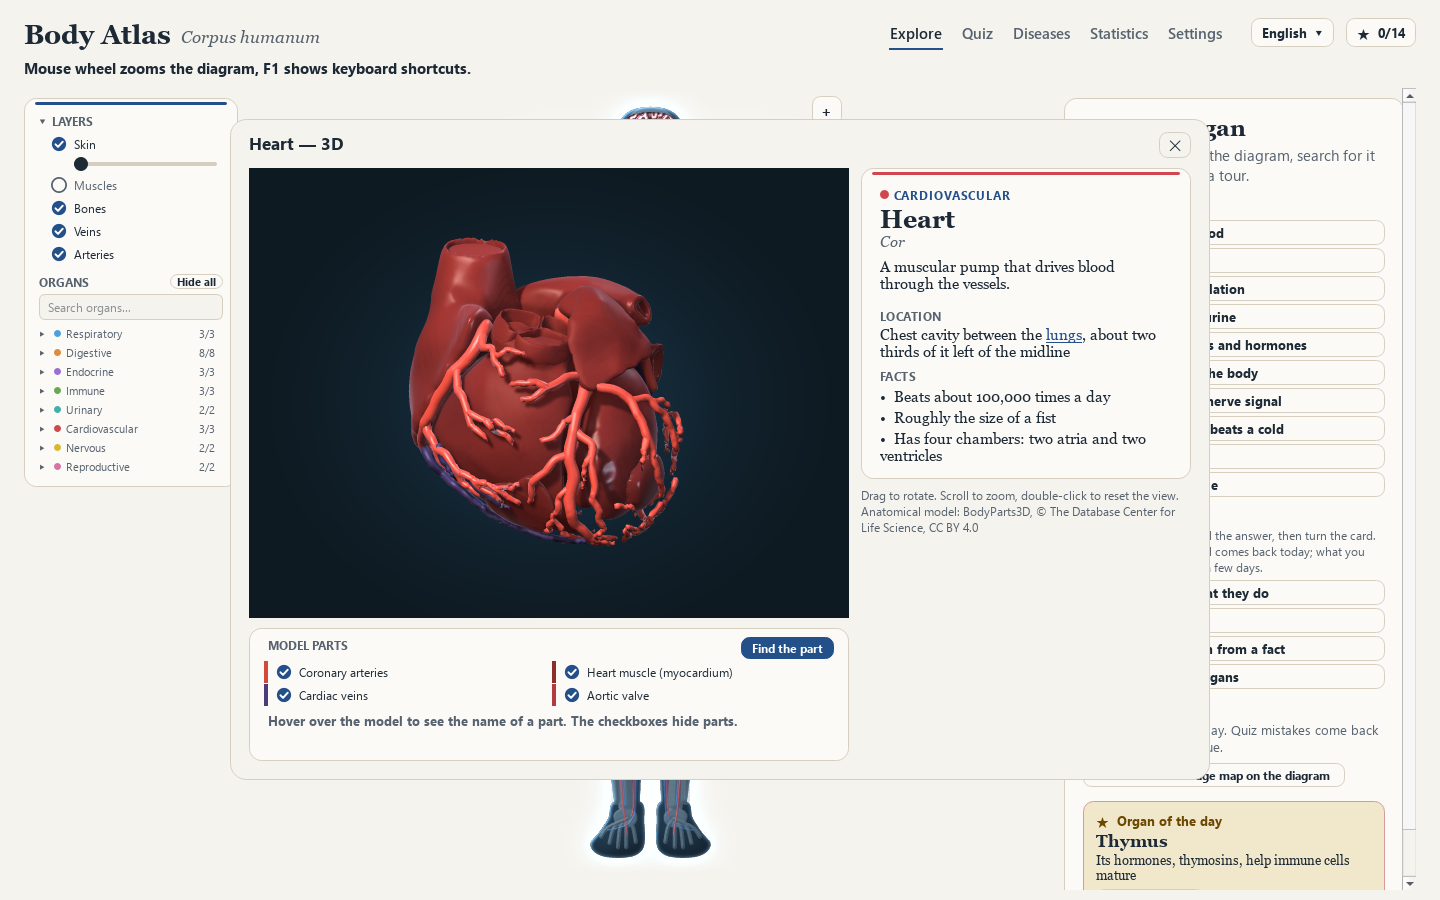 Body Atlas Corpus humanum
Explore Quiz Diseases Statistics Settings English ▼ ★ 0/14
Mouse wheel zooms the diagram, F1 shows keyboard shortcuts.
LAYERS
Skin
Muscles
Bones
Veins
Arteries
ORGANS Hide all
Search organs...
Respiratory 3/3
Digestive 8/8
Endocrine 3/3
Immune 3/3
Urinary 2/2
Cardiovascular 3/3
Nervous 2/2
Reproductive 2/2
+
Heart — 3D
CARDIOVASCULAR
Heart
Cor
A muscular pump that drives blood
through the vessels.
LOCATION
Chest cavity between the lungs, about two
thirds of it left of the midline
FACTS
• Beats about 100,000 times a day
• Roughly the size of a fist
• Has four chambers: two atria and two
ventricles
Drag to rotate. Scroll to zoom, double-click to reset the view.
Anatomical model: BodyParts3D, © The Database Center for
Life Science, CC BY 4.0
MODEL PARTS
Find the part
Coronary arteries
Heart muscle (myocardium)
Cardiac veins
Aortic valve
Hover over the model to see the name of a part. The checkboxes hide parts.
the diagram, search for it
a tour.
s and hormones
he body
nerve signal
beats a cold
the answer, then turn the card.
comes back today; what you
few days.
at they do
from a fact
ay. Quiz mistakes come back
map on the diagram
★ Organ of the day
Thymus
Its hormones, thymosins, help immune cells
mature